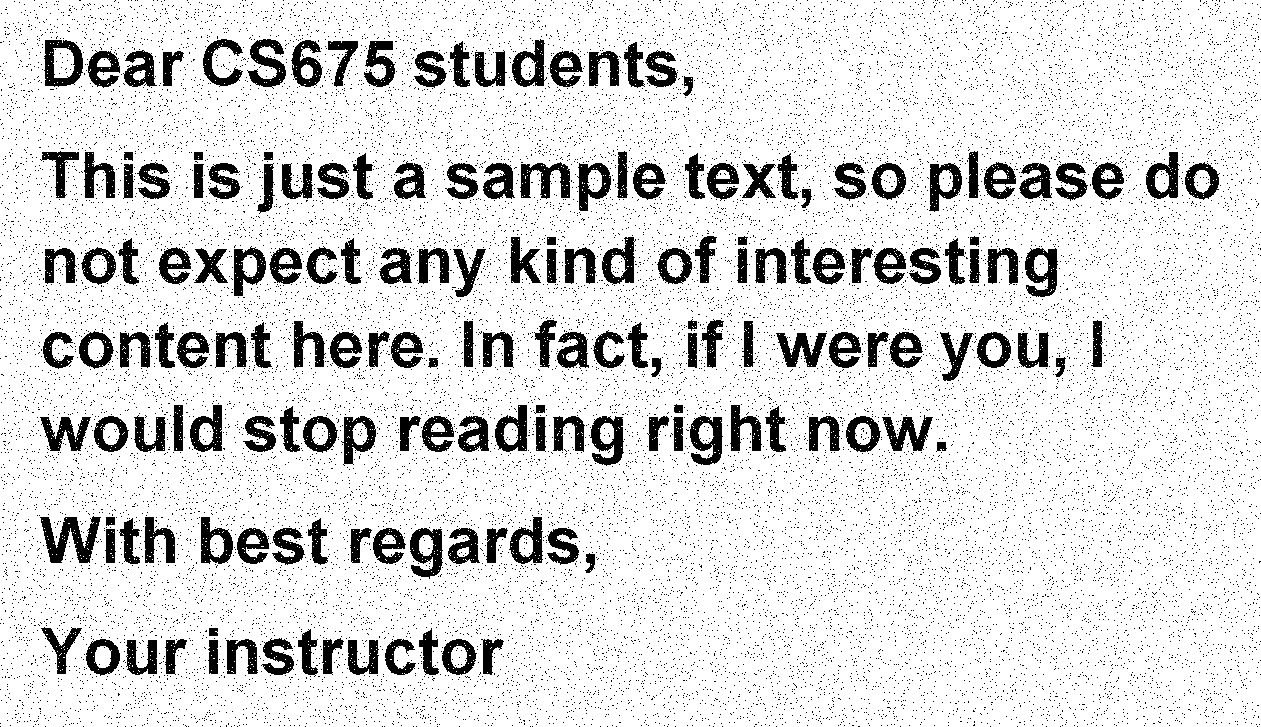 Dear CS675 students,
This is just a sample text, so please do
not expect any kind of interesting
content here. In fact, if I were you, I
would stop reading right now.
With best regards,
Your instructor